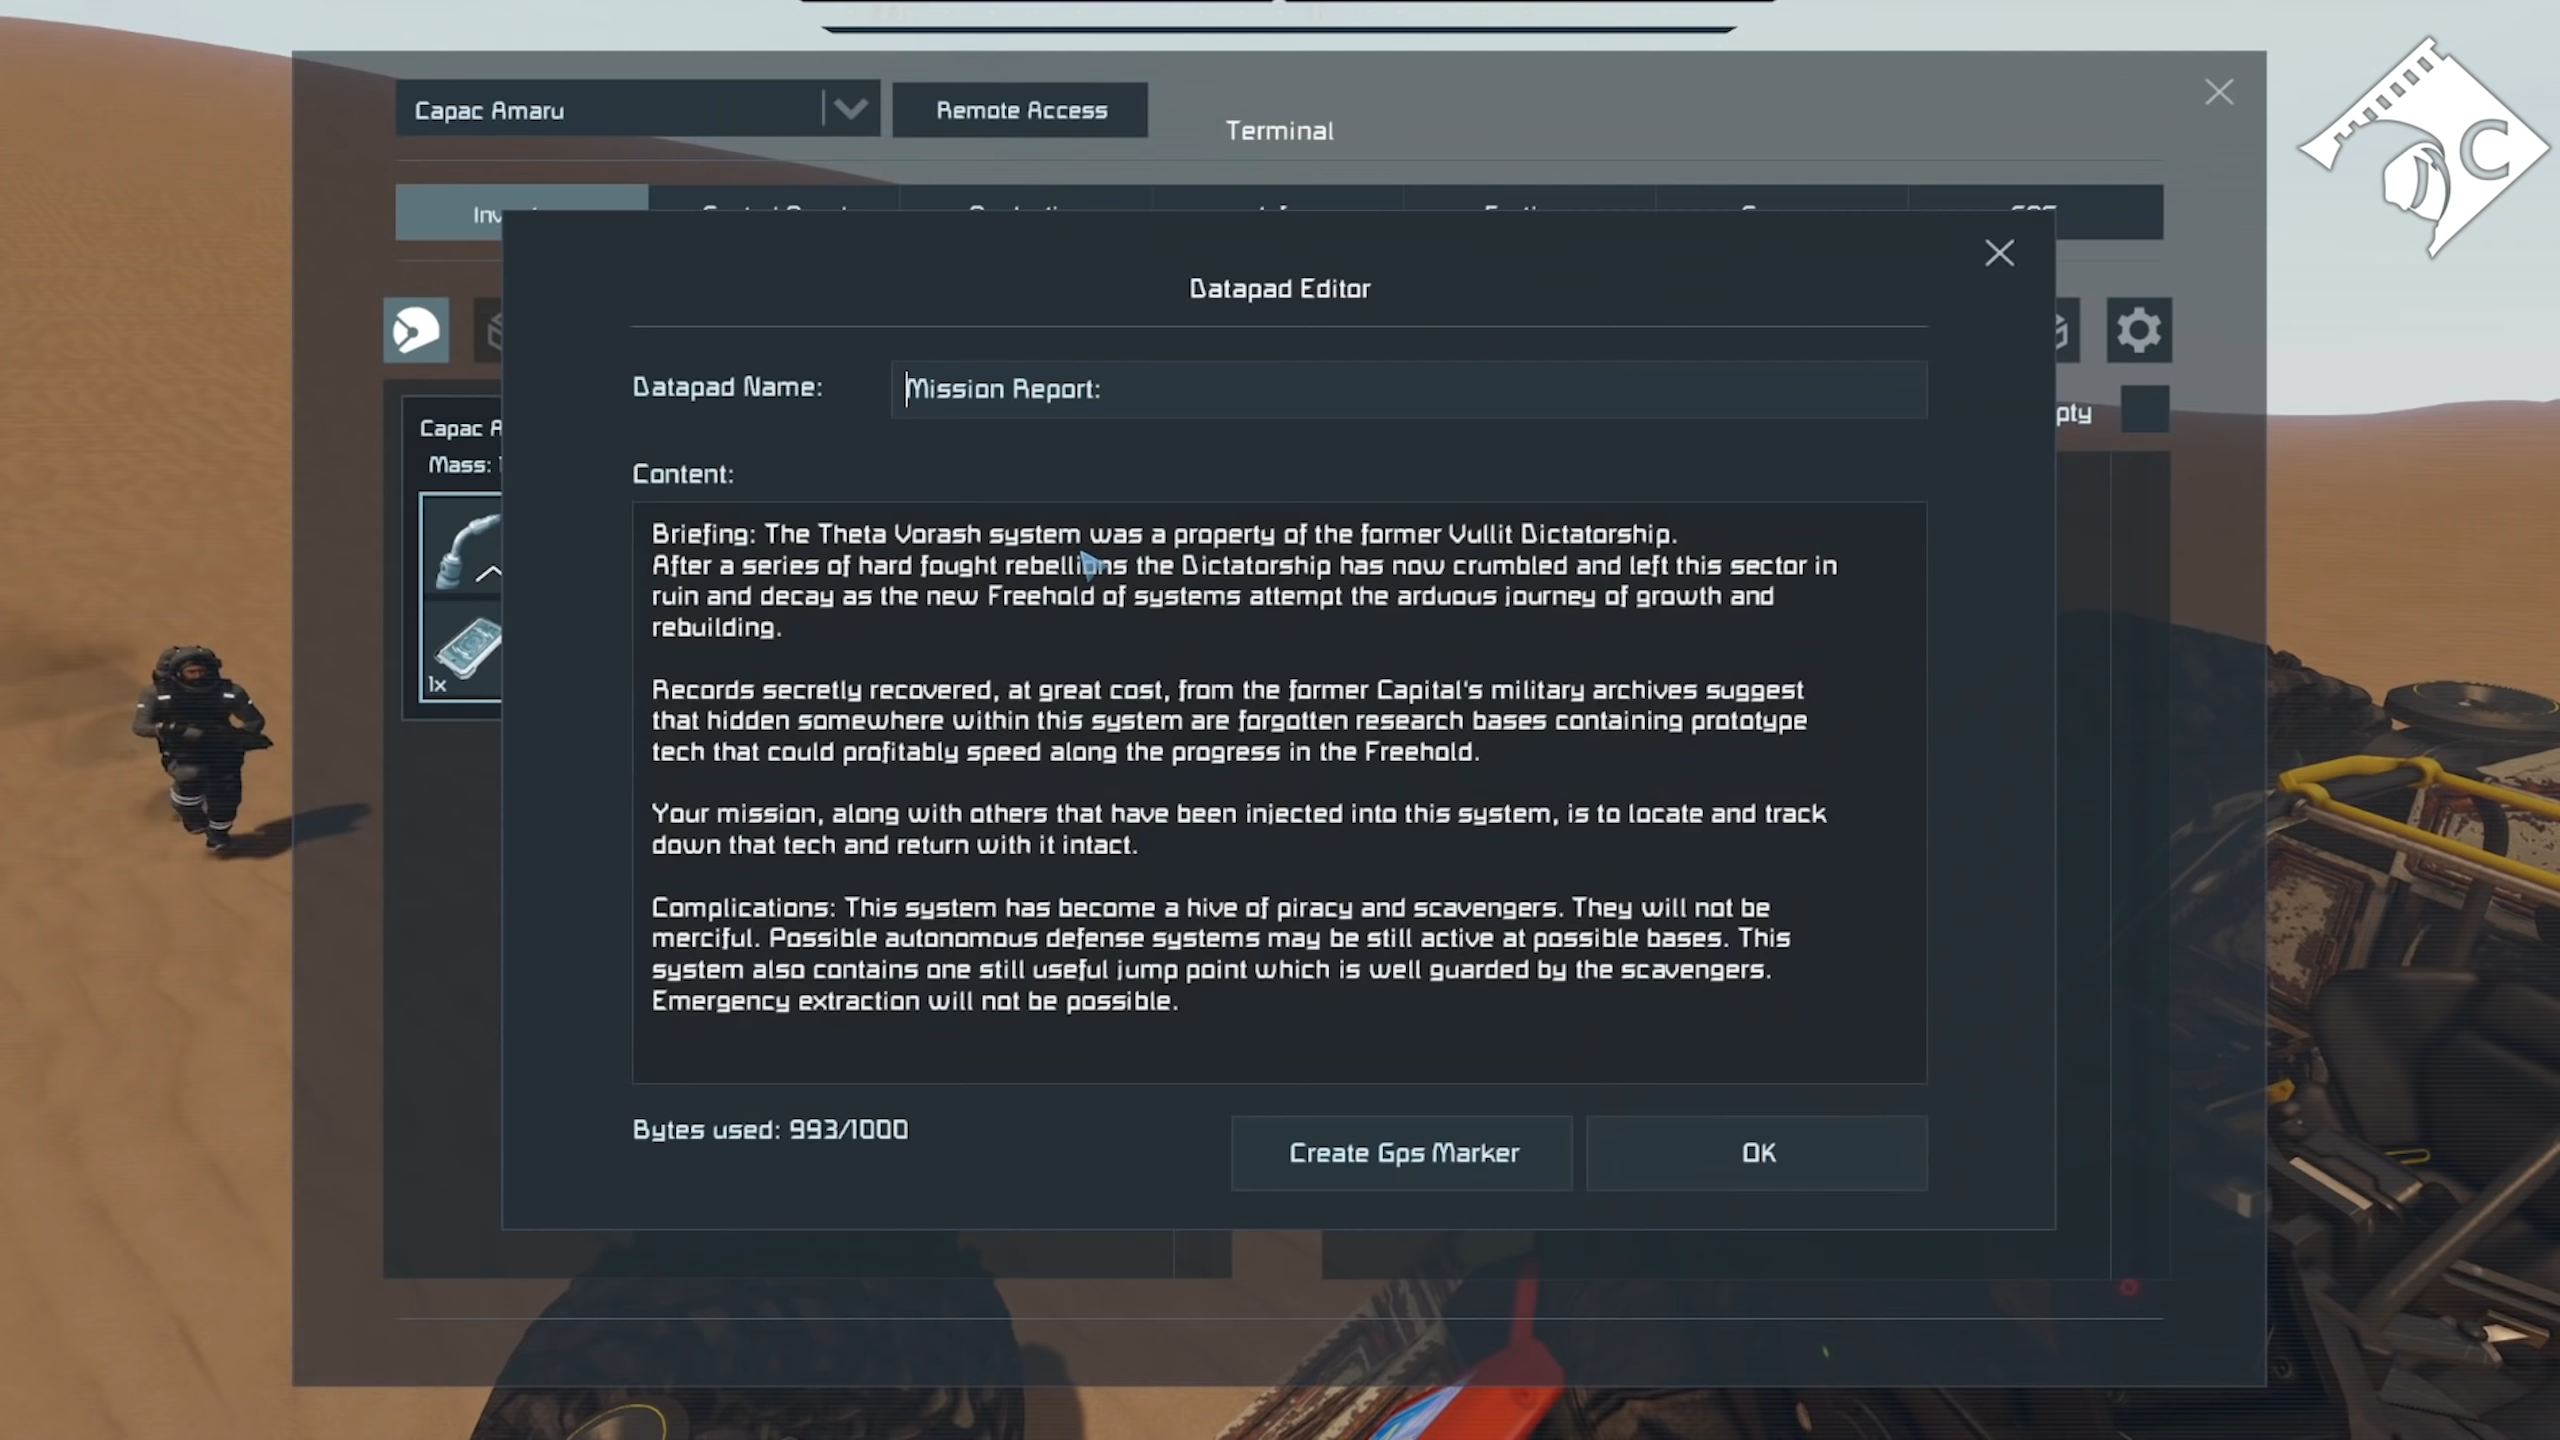 Capac Amaru
Remote Access
Terminal
Datapad Editor
Datapad Name:
Mission Report:
Capac A
pty
Mass:
Content:
Briefing: The Theta Vorash system was a property of the former Vullit Dictatorship.
After a series of hard fought rebellions the Dictatorship has now crumbled and left this sector in
ruin and decay as the new Freehold of systems attempt the arduous journey of growth and
rebuilding.
Records secretly recovered, at great cost, from the former Capital's military archives suggest
that hidden somewhere within this system are forgotten research bases containing prototype
tech that could profitably speed along the progress in the Freehold.
Your mission, along with others that have been injected into this system, is to locate and track
down that tech and return with it intact.
Complications: This system has become a hive of piracy and scavengers. They will not be
merciful. Possible autonomous defense systems may be still active at possible bases. This
system also contains one still useful jump point which is well guarded by the scavengers.
Emergency extraction will not be possible.
1x
Bytes used: 993/1000
Create Gps Marker
OK
C